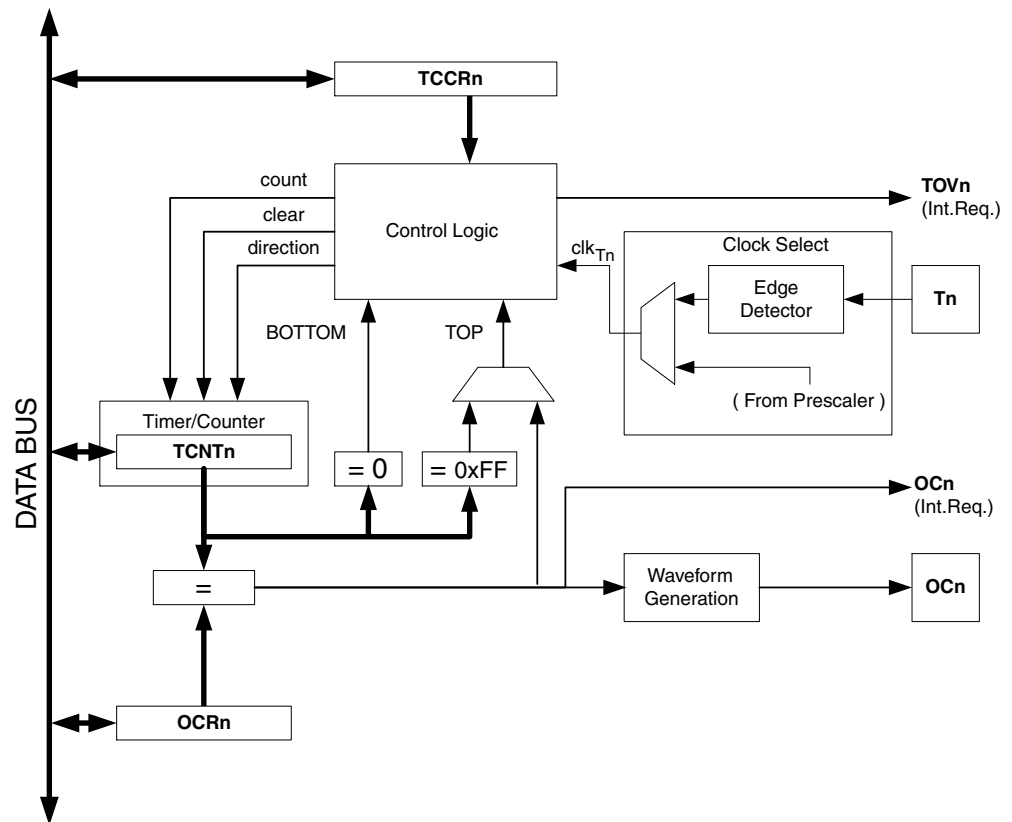 TCCRn
count
clear
direction
Control Logic
TOVn
(Int.Req.)
clkTn
Clock Select
Edge
Detector
Tn
( From Prescaler )
BOTTOM
TOP
Timer/Counter
TCNTn
= 0
= 0xFF
DATA BUS
OCn
(Int.Req.)
=
Waveform
Generation
OCn
OCRn